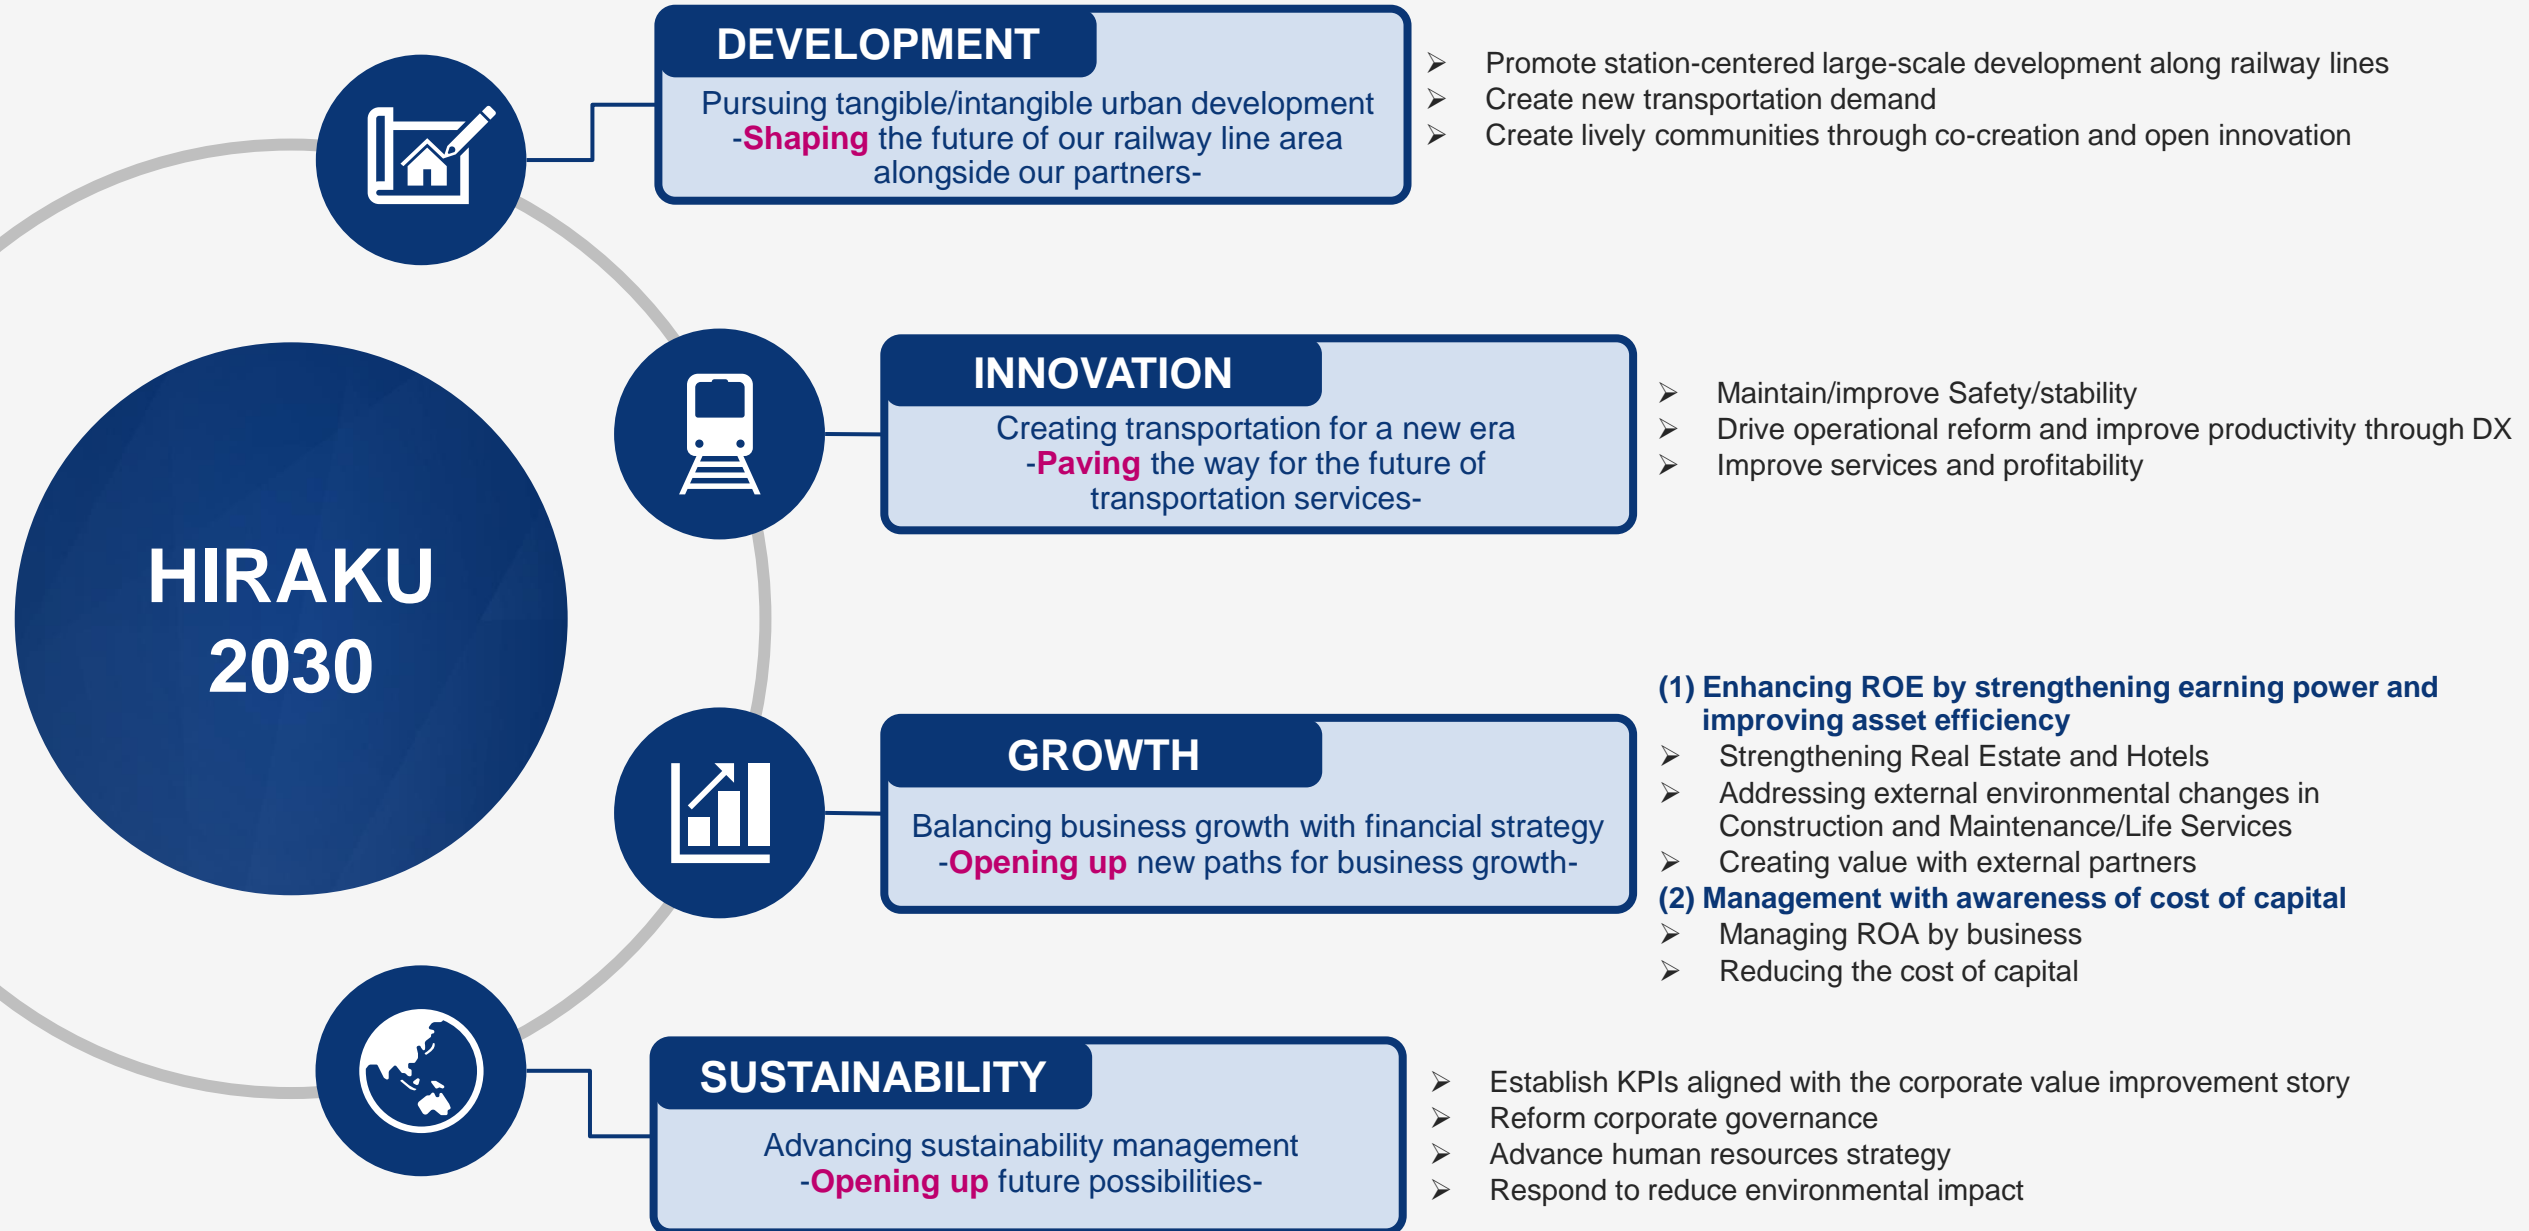 HIRAKU
2030
DEVELOPMENT
Pursuing tangible/intangible urban development
-Shaping the future of our railway line area
alongside our partners-
➢ Promote station-centered large-scale development along railway lines
➢ Create new transportation demand
➢ Create lively communities through co-creation and open innovation
INNOVATION
Creating transportation for a new era
-Paving the way for the future of
transportation services-
➢ Maintain/improve Safety/stability
➢ Drive operational reform and improve productivity through DX
➢ Improve services and profitability
GROWTH
Balancing business growth with financial strategy
-Opening up new paths for business growth-
(1) Enhancing ROE by strengthening earning power and
improving asset efficiency
➢ Strengthening Real Estate and Hotels
➢ Addressing external environmental changes in
Construction and Maintenance/Life Services
➢ Creating value with external partners
(2) Management with awareness of cost of capital
➢ Managing ROA by business
➢ Reducing the cost of capital
SUSTAINABILITY
Advancing sustainability management
-Opening up future possibilities-
➢ Establish KPIs aligned with the corporate value improvement story
➢ Reform corporate governance
➢ Advance human resources strategy
➢ Respond to reduce environmental impact